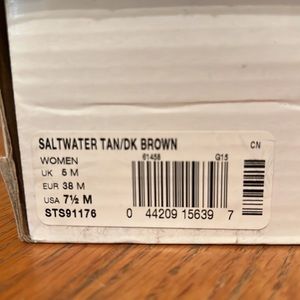 SALTWATER TAN/DK BROWN CN
WOMEN 61458 G15
UK 5 M
EUR 38 M
USA 7½ M
STS91176 0 44209 15639 7